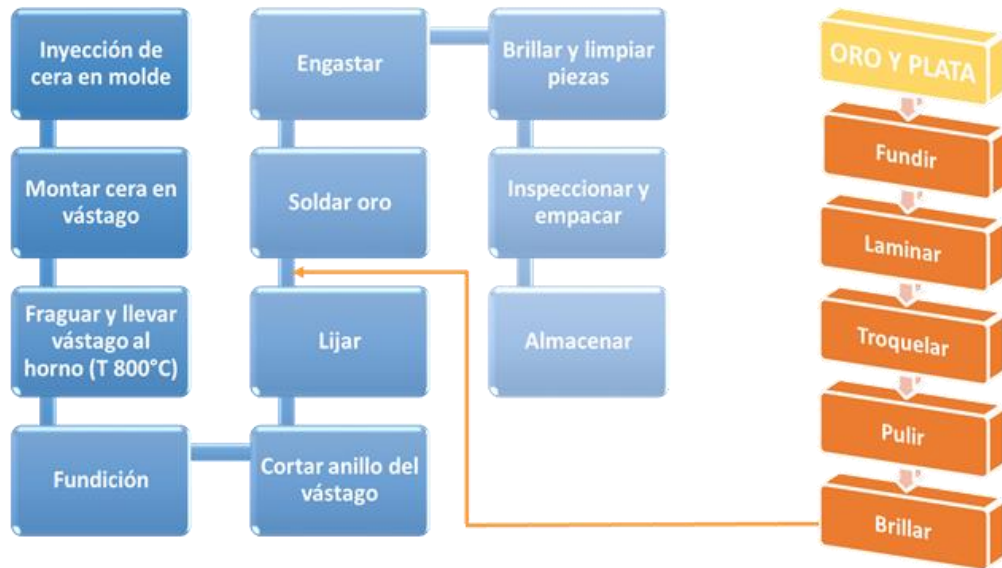 Inyección de
cera en molde
Montar cera en
vástago
Fraguar y llevar
vástago al
horno (T 800°C)
Fundición
Cortar anillo del
vástago
Lijar
Soldar oro
Engastar
Brillar y limpiar
piezas
Inspeccionar y
empacar
Almacenar
ORO Y PLATA
Fundir
Laminar
Troquelar
Pulir
Brillar